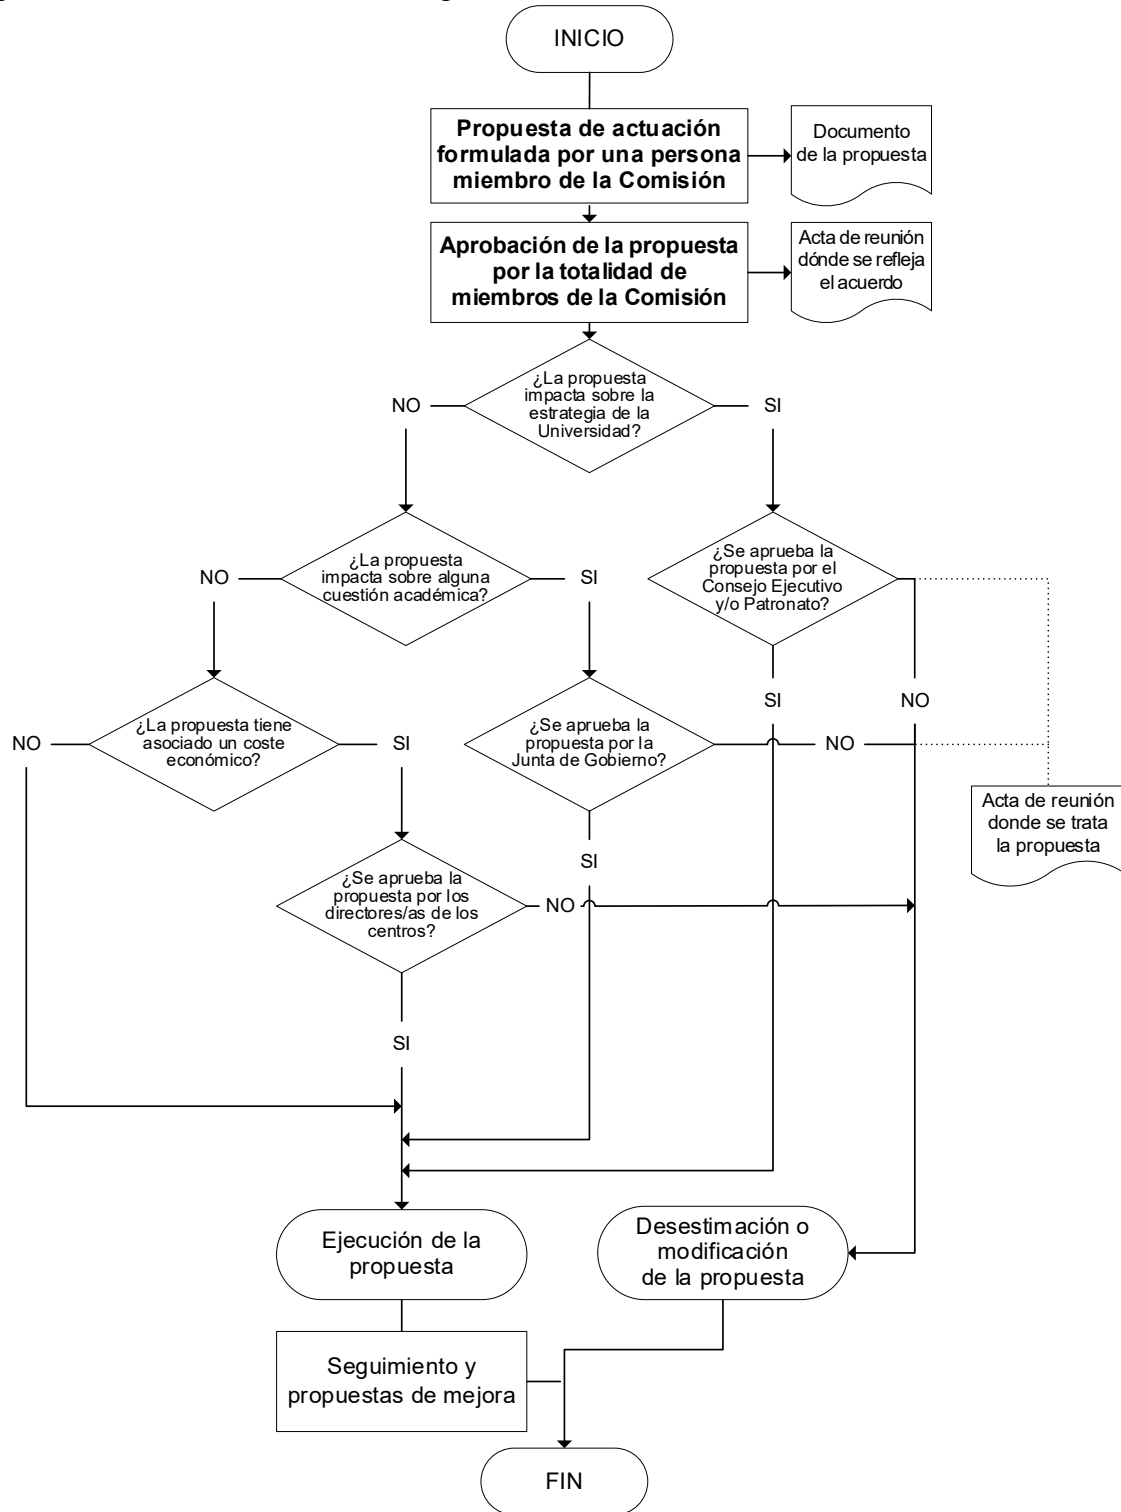 INICIO
Propuesta de actuación
formulada por una persona
miembro de la Comisión
Documento
de la propuesta
Aprobación de la propuesta
por la totalidad de
miembros de la Comisión
Acta de reunión
dónde se refleja
el acuerdo
¿La propuesta
impacta sobre la
estrategia de la
Universidad?
NO
SI
¿La propuesta
impacta sobre alguna
cuestión académica?
NO
SI
¿Se aprueba la
propuesta por el
Consejo Ejecutivo
y/o Patronato?
SI
NO
¿La propuesta tiene
asociado un coste
económico?
NO
SI
¿Se aprueba la
propuesta por la
Junta de Gobierno?
NO
SI
Acta de reunión
donde se trata
la propuesta
¿Se aprueba la
propuesta por los
directores/as de los
centros?
NO
SI
Ejecución de la
propuesta
Desestimación o
modificación
de la propuesta
Seguimiento y
propuestas de mejora
FIN